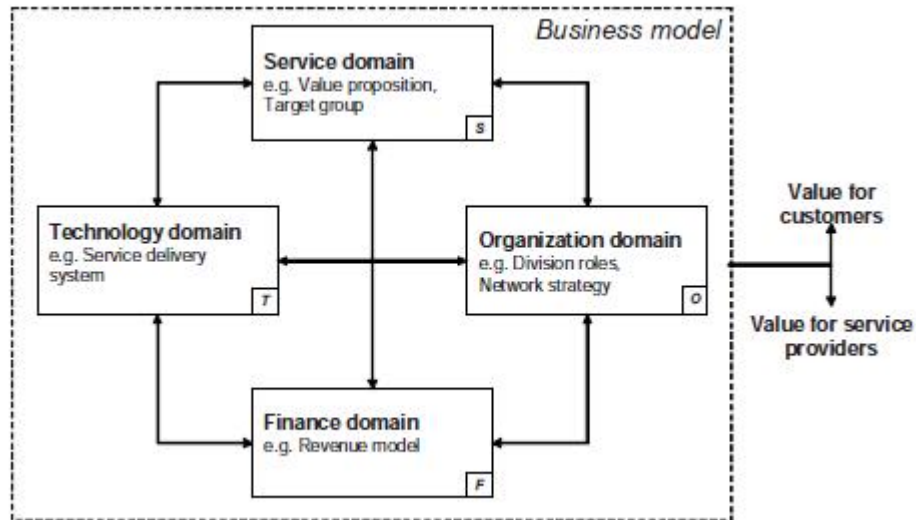 Business model
Service domain
e.g. Value proposition,
Target group
S
Technology domain
e.g. Service delivery
system
T
Organization domain
e.g. Division roles,
Network strategy
O
Value for
customers
Value for service
providers
Finance domain
e.g. Revenue model
F